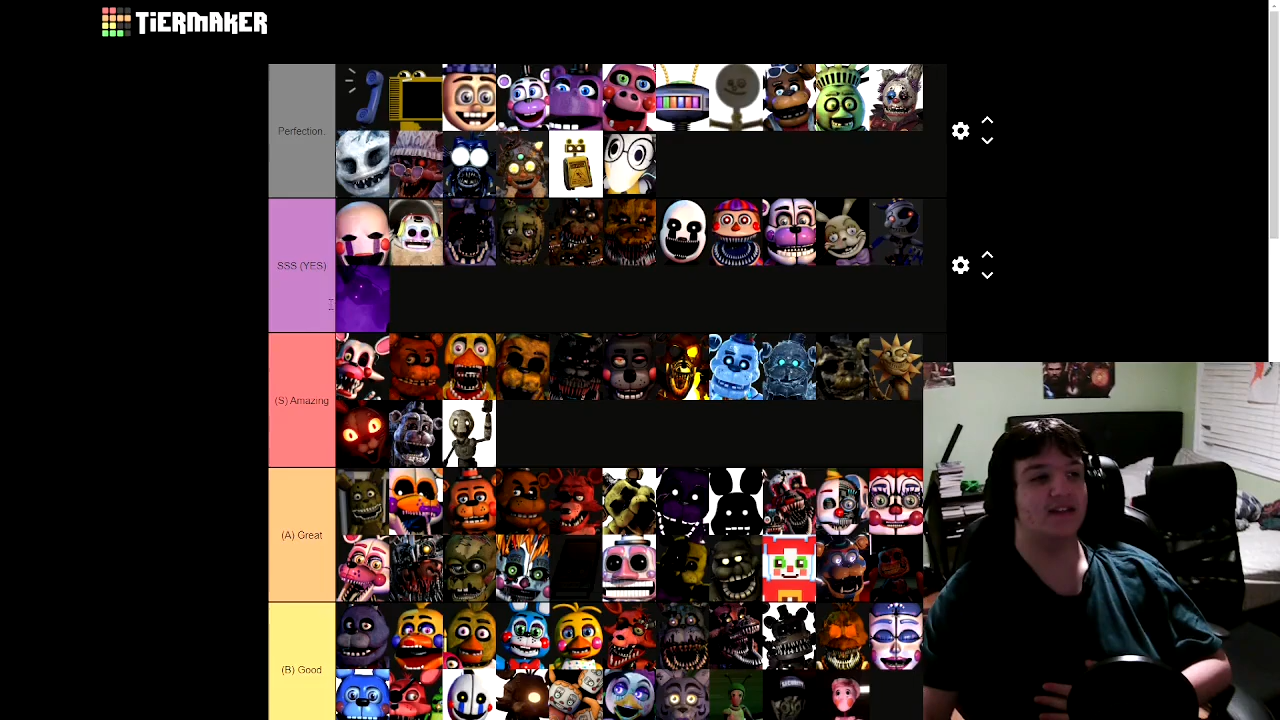 TIERMAKER
Perfection.
SSS (YES)
(S) Amazing
(A) Great
(B) Good